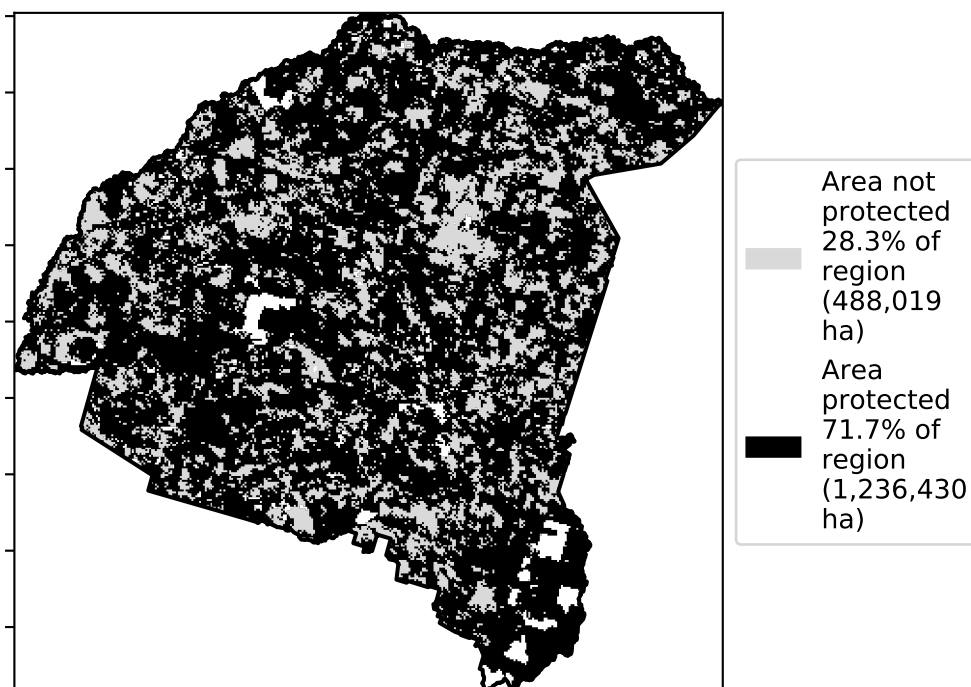 Area not
protected
28.3% of
region
(488,019
ha)
Area
protected
71.7% of
region
(1,236,430
ha)